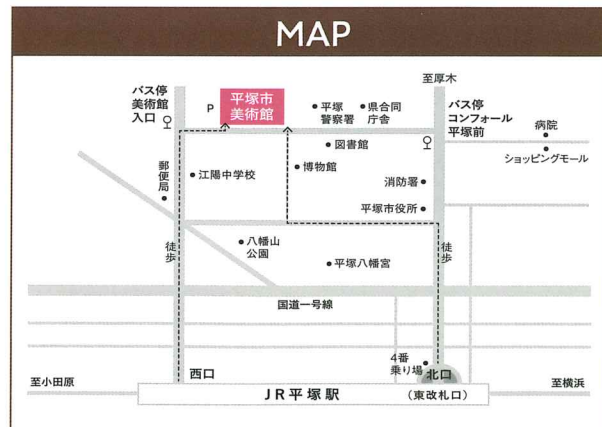 MAP
至厚木
バス停
美術館
入口
P
平塚市
美術館
平塚
警察署
県合同
庁舎
バス停
コンフォール
平塚前
病院
ショッピングモール
図書館
博物館
江陽中学校
郵便局
消防署
平塚市役所
徒歩
八幡山
公園
平塚八幡宮
徒歩
国道一号線
4番
乗り場
西口
北口
至小田原
JR平塚駅
(東改札口)
至横浜